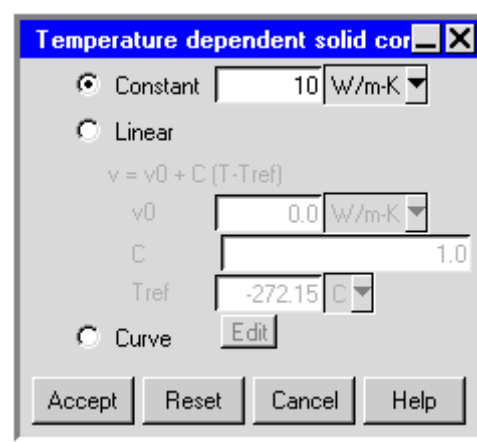 Temperature dependent solid cor
Constant 10 W/m-K
Linear
v = v0 + C (T-Tref)
v0 0.0 W/m-K
C 1.0
Tref -272.15 C
Curve Edit
Accept Reset Cancel Help